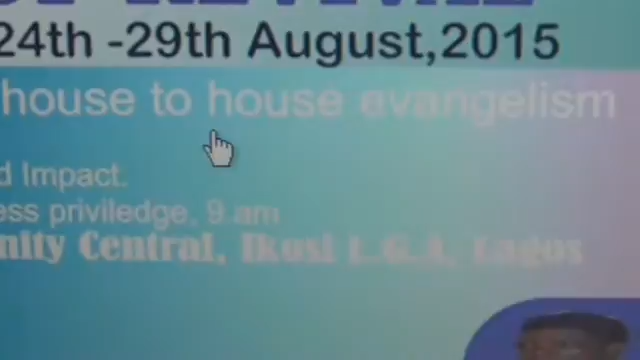 24th -29th August,2015
house to house evangelism
d Impact.
ess priviledge, 9 am
nity Central, Ikosi L.G.A, Lagos